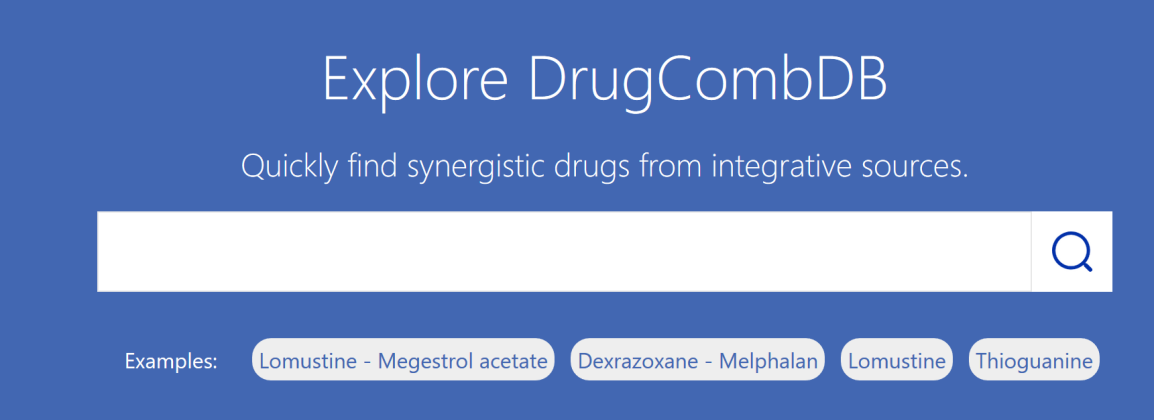 Explore DrugCombDB
Quickly find synergistic drugs from integrative sources.
Examples: Lomustine - Megestrol acetate Dexrazoxane - Melphalan Lomustine Thioguanine